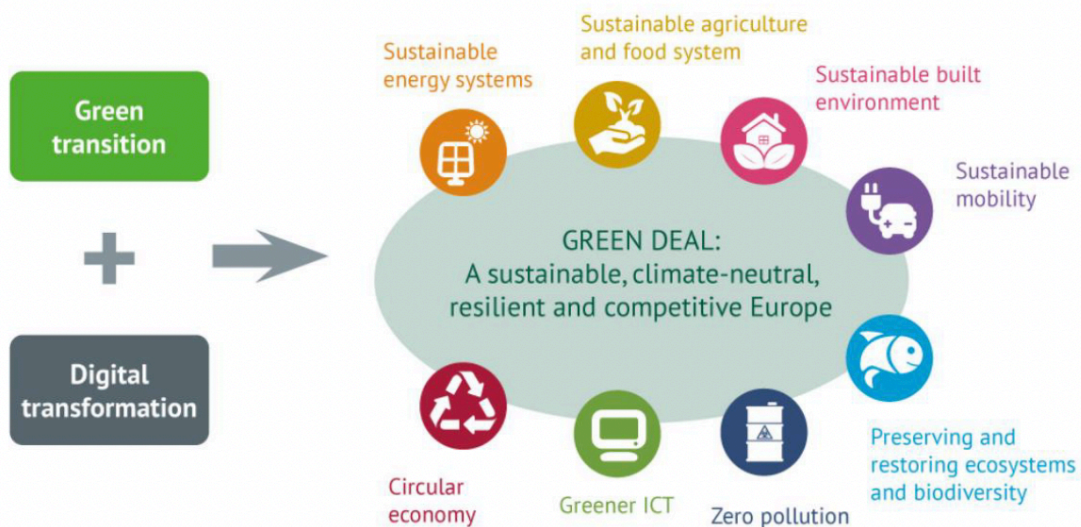 Green
transition
Digital
transformation
Sustainable
energy systems
Sustainable agriculture
and food system
Sustainable built
environment
Sustainable
mobility
GREEN DEAL:
A sustainable, climate-neutral,
resilient and competitive Europe
Preserving and
restoring ecosystems
and biodiversity
Zero pollution
Greener ICT
Circular
economy